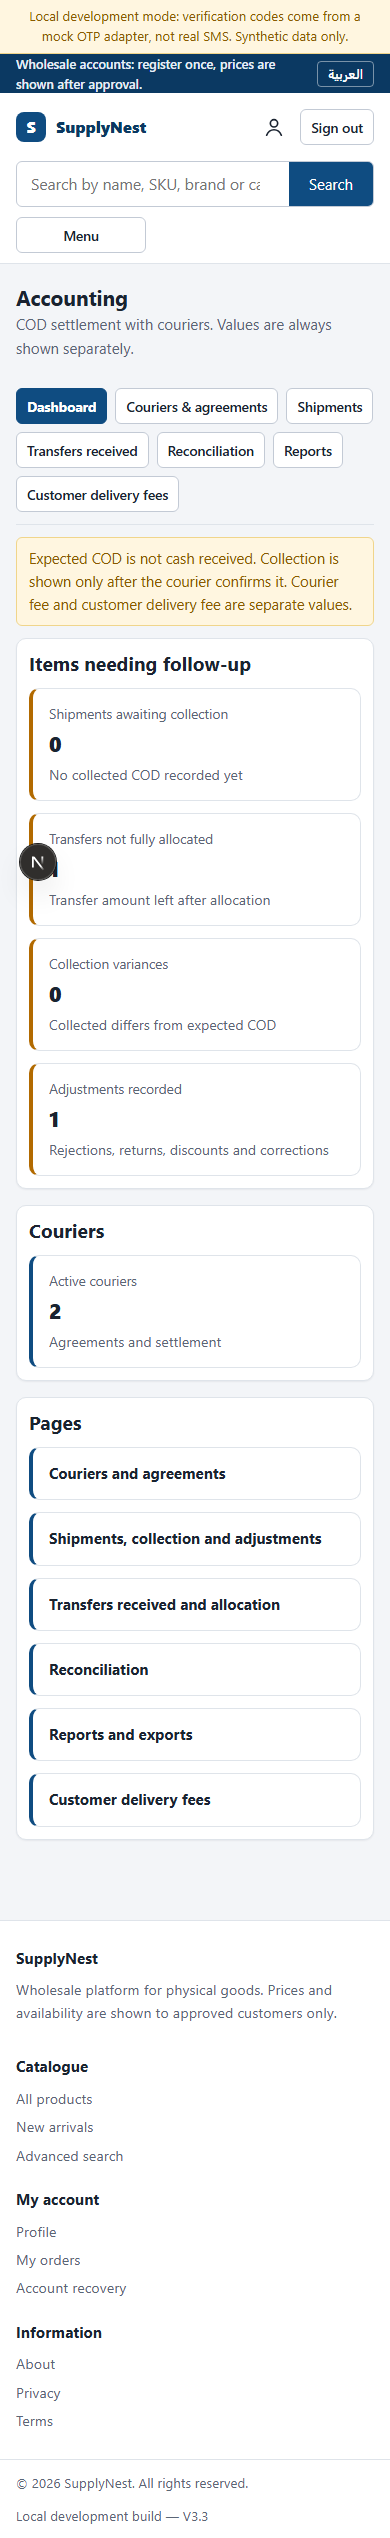 Local development mode: verification codes come from a
mock OTP adapter, not real SMS. Synthetic data only.
Wholesale accounts: register once, prices are
shown after approval.
العربية
S SupplyNest
Sign out
Search by name, SKU, brand or ca
Search
Menu
Accounting
COD settlement with couriers. Values are always
shown separately.
Dashboard
Couriers & agreements
Shipments
Transfers received
Reconciliation
Reports
Customer delivery fees
Expected COD is not cash received. Collection is
shown only after the courier confirms it. Courier
fee and customer delivery fee are separate values.
Items needing follow-up
Shipments awaiting collection
0
No collected COD recorded yet
Transfers not fully allocated
N
Transfer amount left after allocation
Collection variances
0
Collected differs from expected COD
Adjustments recorded
1
Rejections, returns, discounts and corrections
Couriers
Active couriers
2
Agreements and settlement
Pages
Couriers and agreements
Shipments, collection and adjustments
Transfers received and allocation
Reconciliation
Reports and exports
Customer delivery fees
SupplyNest
Wholesale platform for physical goods. Prices and
availability are shown to approved customers only.
Catalogue
All products
New arrivals
Advanced search
My account
Profile
My orders
Account recovery
Information
About
Privacy
Terms
© 2026 SupplyNest. All rights reserved.
Local development build — V3.3